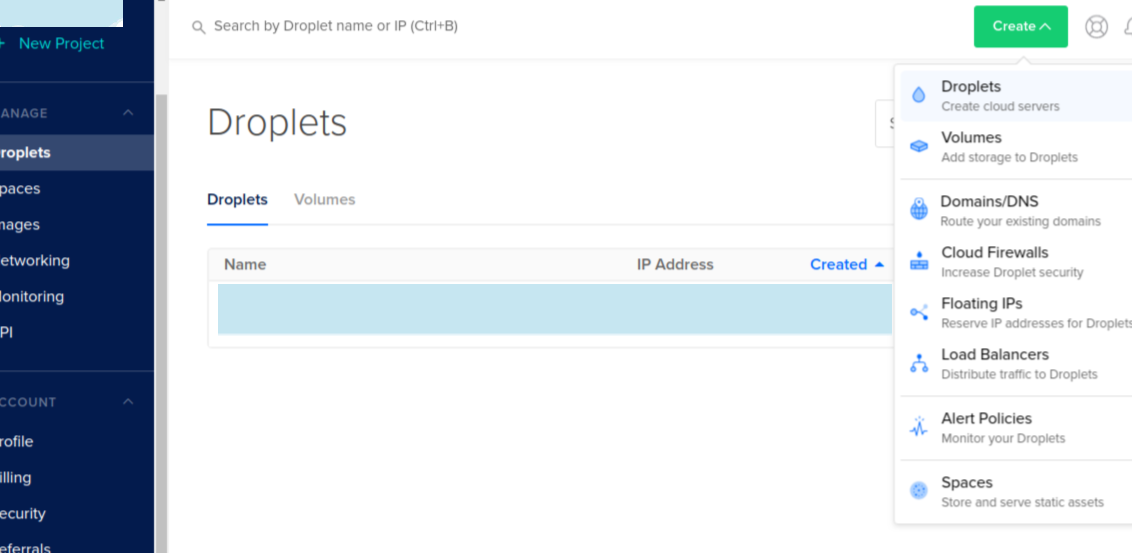 New Project
ANAGE
roplets
paces
mages
etworking
onitoring
PI
CCOUNT
rofile
illing
ecurity
eferrals
Search by Droplet name or IP (Ctrl+B)
Create
Droplets
Droplets Volumes
Name IP Address Created
Droplets
Create cloud servers
Volumes
Add storage to Droplets
Domains/DNS
Route your existing domains
Cloud Firewalls
Increase Droplet security
Floating IPs
Reserve IP addresses for Droplets
Load Balancers
Distribute traffic to Droplets
Alert Policies
Monitor your Droplets
Spaces
Store and serve static assets